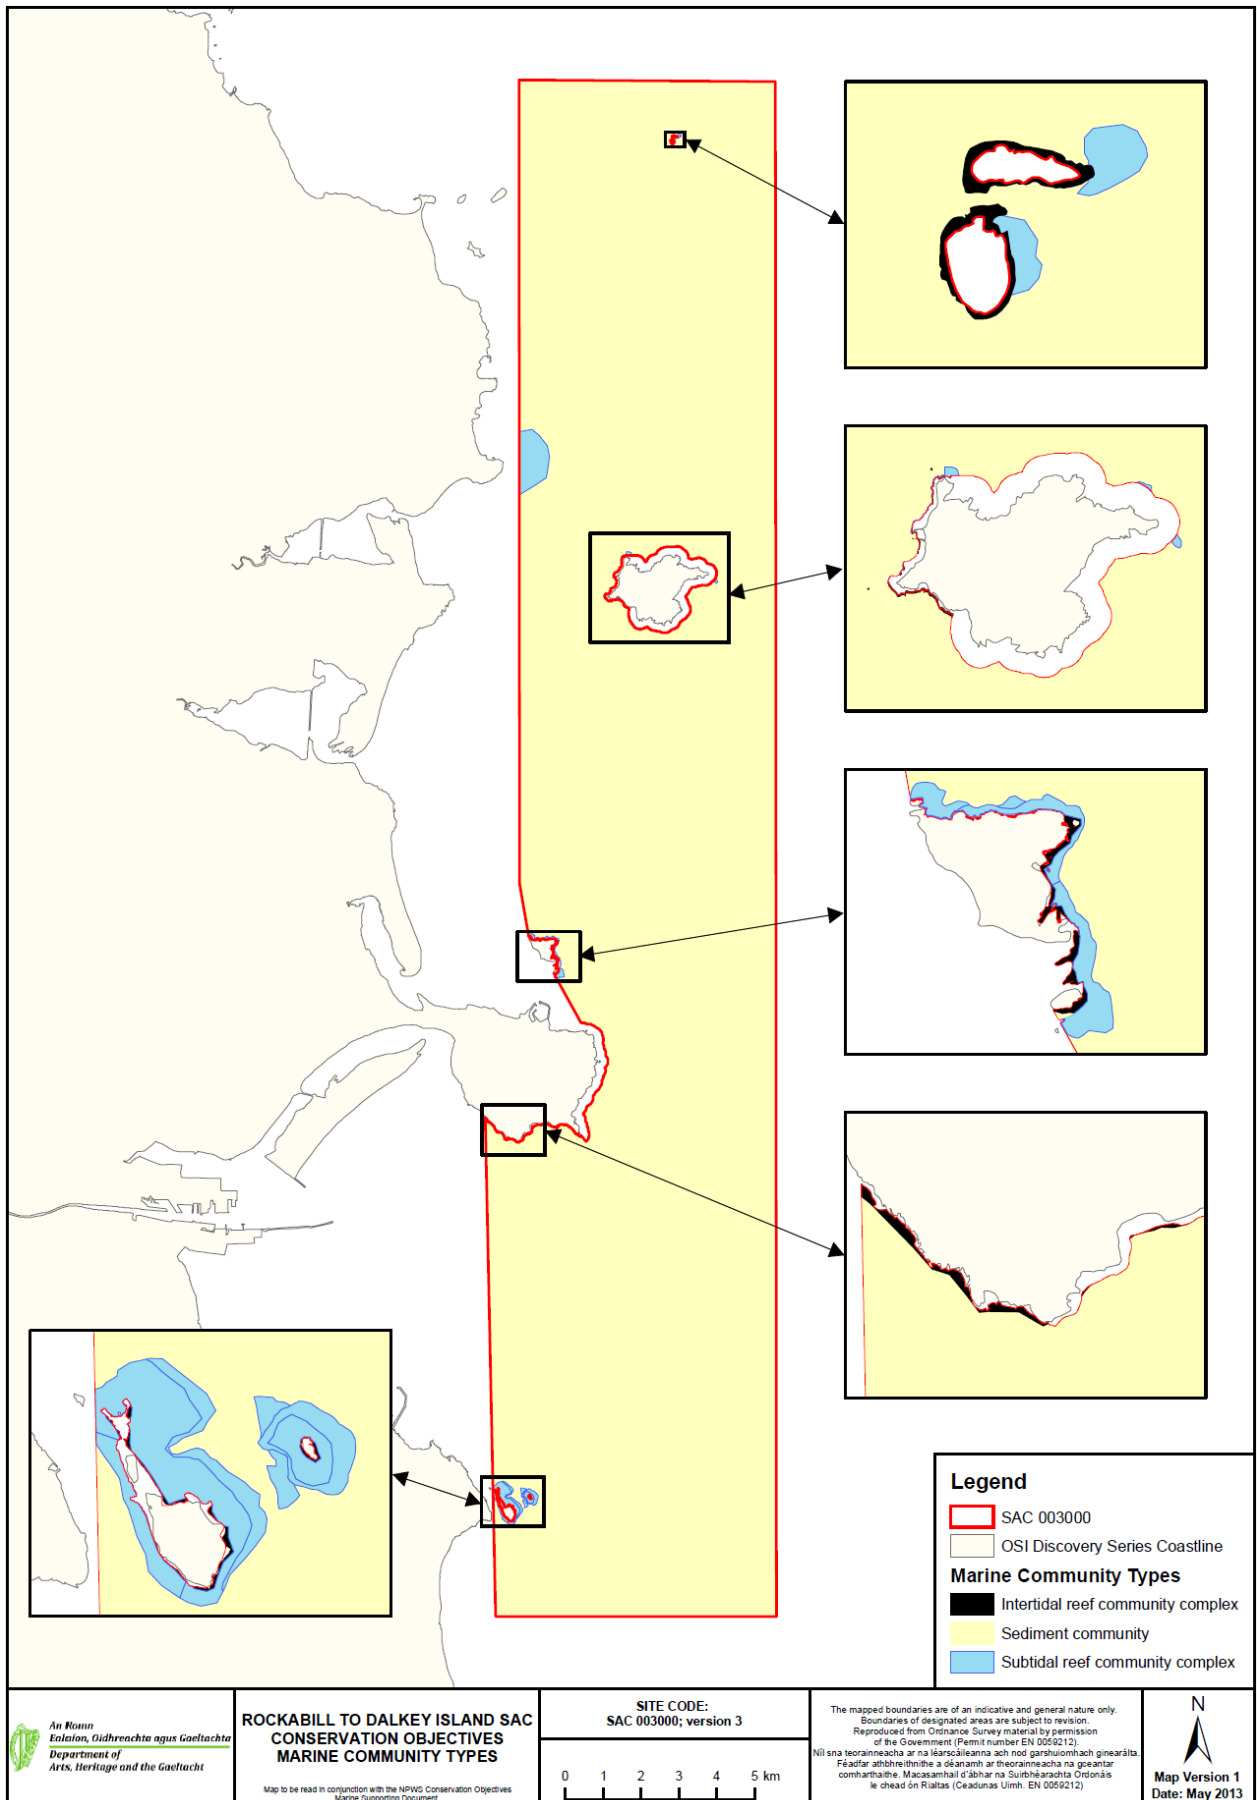 Legend
SAC 003000
OSI Discovery Series Coastline
Marine Community Types
Intertidal reef community complex
Sediment community
Subtidal reef community complex
An Roinn
Ealaíon, Oidhreachta agus Gaeltachta
Department of
Arts, Heritage and the Gaeltacht
ROCKABILL TO DALKEY ISLAND SAC
CONSERVATION OBJECTIVES
MARINE COMMUNITY TYPES
Map to be read in conjunction with the NPWS Conservation Objectives
Marine Supporting Document
SITE CODE:
SAC 003000; version 3
0 1 2 3 4 5 km
The mapped boundaries are of an indicative and general nature only.
Boundaries of designated areas are subject to revision.
Reproduced from Ordnance Survey material by permission
of the Government (Permit number EN 0059212).
Níl sna teorainneacha ar na léarscáileanna ach nod garshuiomhach ginearálta.
Féadfar athbhreithnithe a déanamh ar theorainneacha na gceantar
comharthaithe. Macasamhail d'ábhar na Suirbhéarachta Ordonáis
le chead ón Rialtas (Ceadunas Uimh. EN 0059212)
N
Map Version 1
Date: May 2013